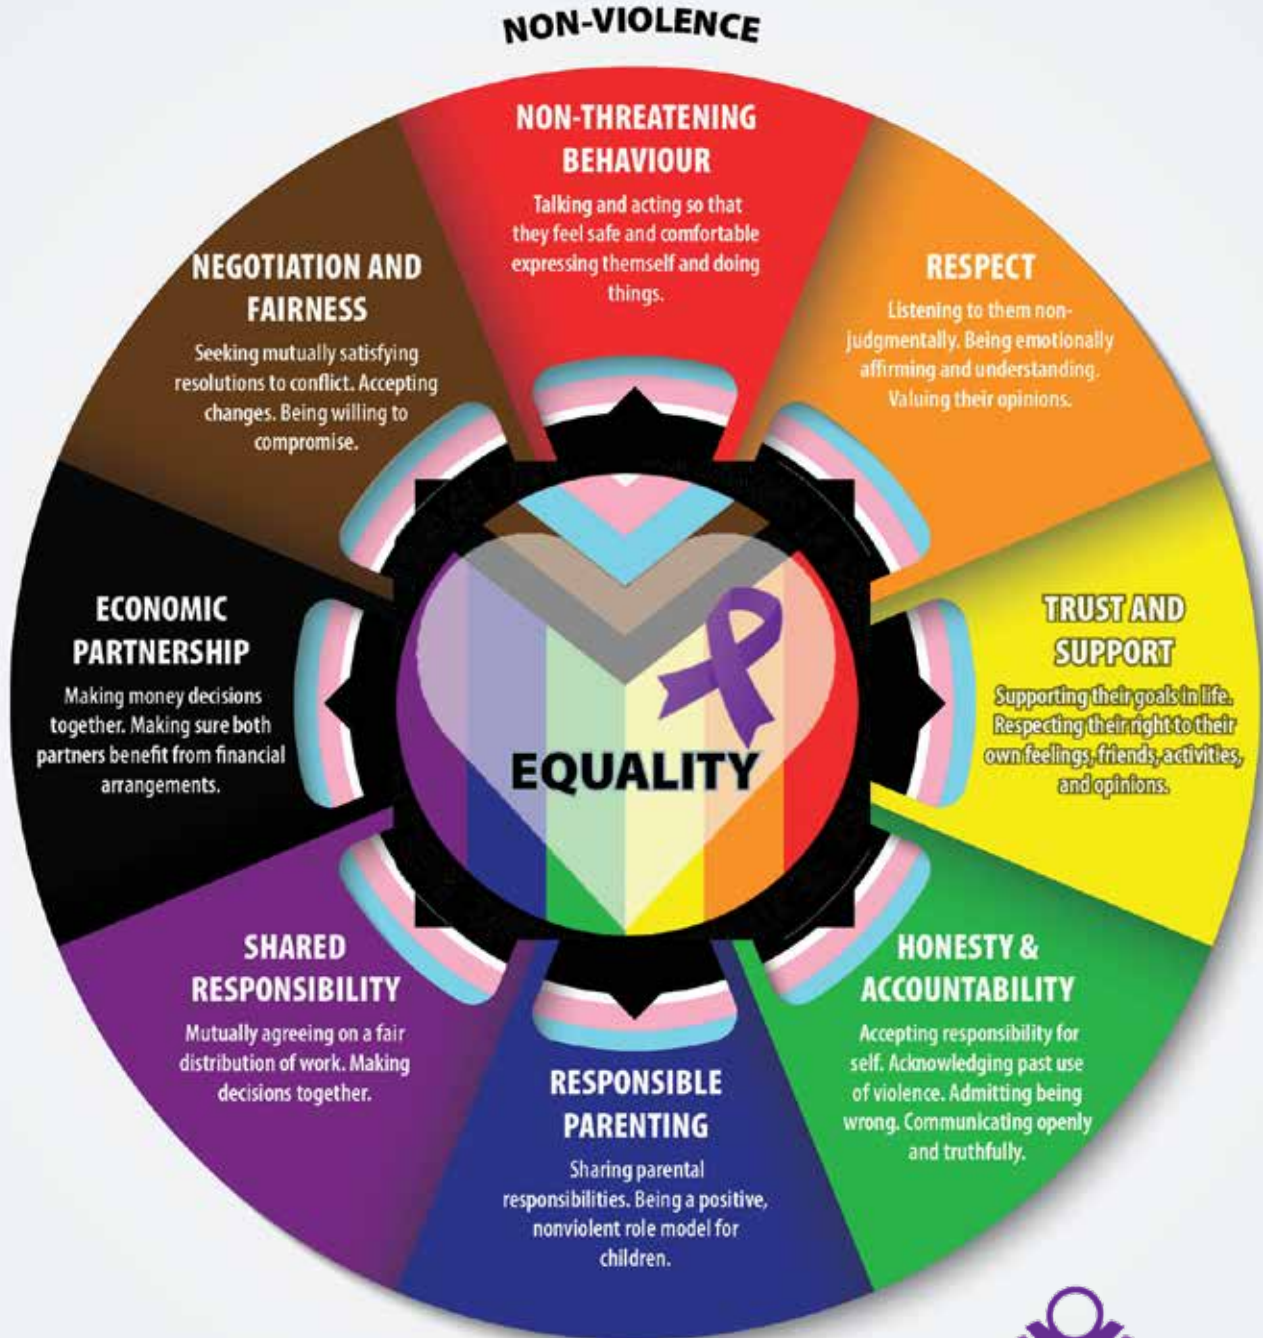 NON-VIOLENCE
NON-THREATENING
BEHAVIOUR
Talking and acting so that
they feel safe and comfortable
expressing themself and doing
things.
RESPECT
Listening to them non-
judgmentally. Being emotionally
affirming and understanding.
Valuing their opinions.
TRUST AND
SUPPORT
Supporting their goals in life.
Respecting their right to their
own feelings, friends, activities,
and opinions.
HONESTY &
ACCOUNTABILITY
Accepting responsibility for
self. Acknowledging past use
of violence. Admitting being
wrong. Communicating openly
and truthfully.
RESPONSIBLE
PARENTING
Sharing parental
responsibilities. Being a positive,
nonviolent role model for
children.
SHARED
RESPONSIBILITY
Mutually agreeing on a fair
distribution of work. Making
decisions together.
ECONOMIC
PARTNERSHIP
Making money decisions
together. Making sure both
partners benefit from financial
arrangements.
NEGOTIATION AND
FAIRNESS
Seeking mutually satisfying
resolutions to conflict. Accepting
changes. Being willing to
compromise.
EQUALITY